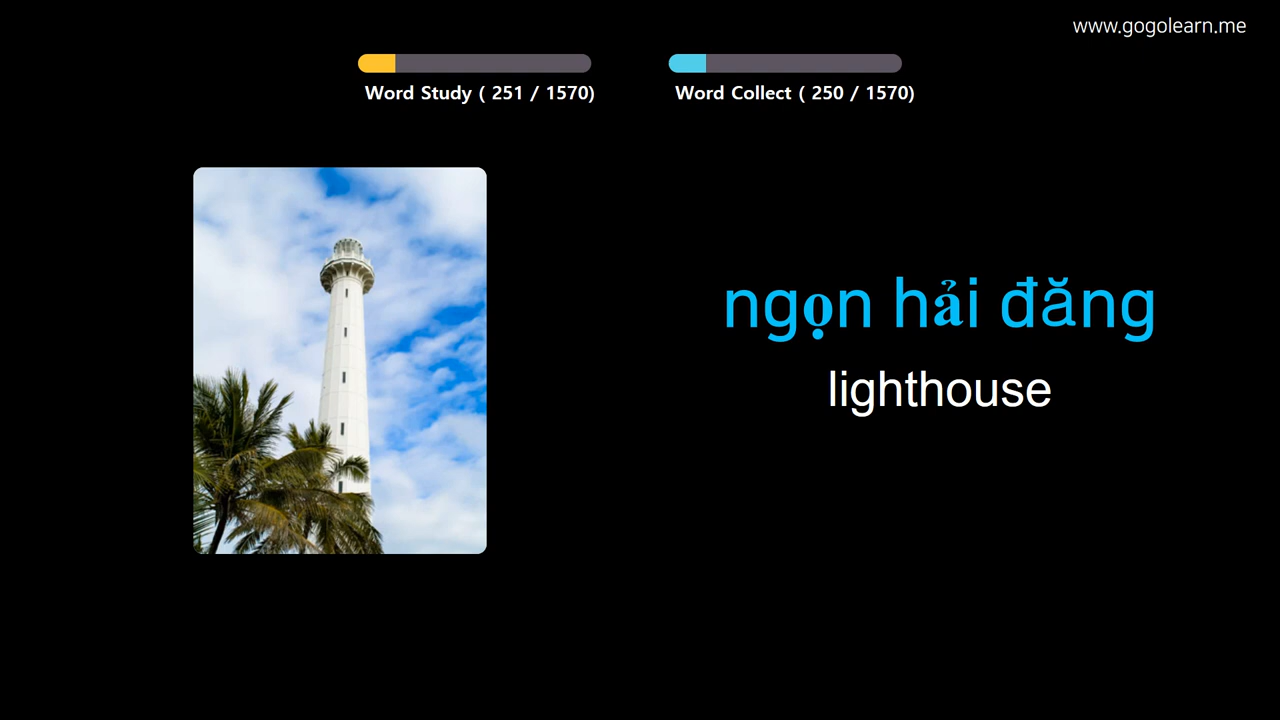 www.gogolearn.me
Word Study ( 251 / 1570)
Word Collect ( 250 / 1570)
ngọn hải đăng
lighthouse